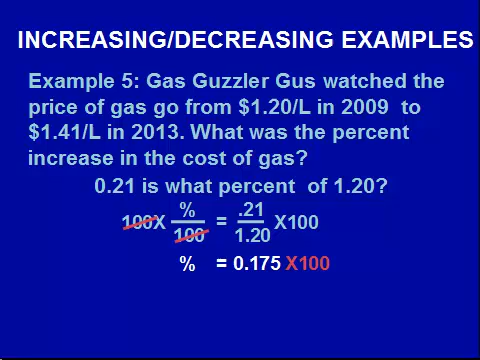 INCREASING/DECREASING EXAMPLES
Example 5: Gas Guzzler Gus watched the
price of gas go from $1.20/L in 2009 to
$1.41/L in 2013. What was the percent
increase in the cost of gas?
0.21 is what percent of 1.20?
% .21
100X = X100
100 1.20
% = 0.175 X100